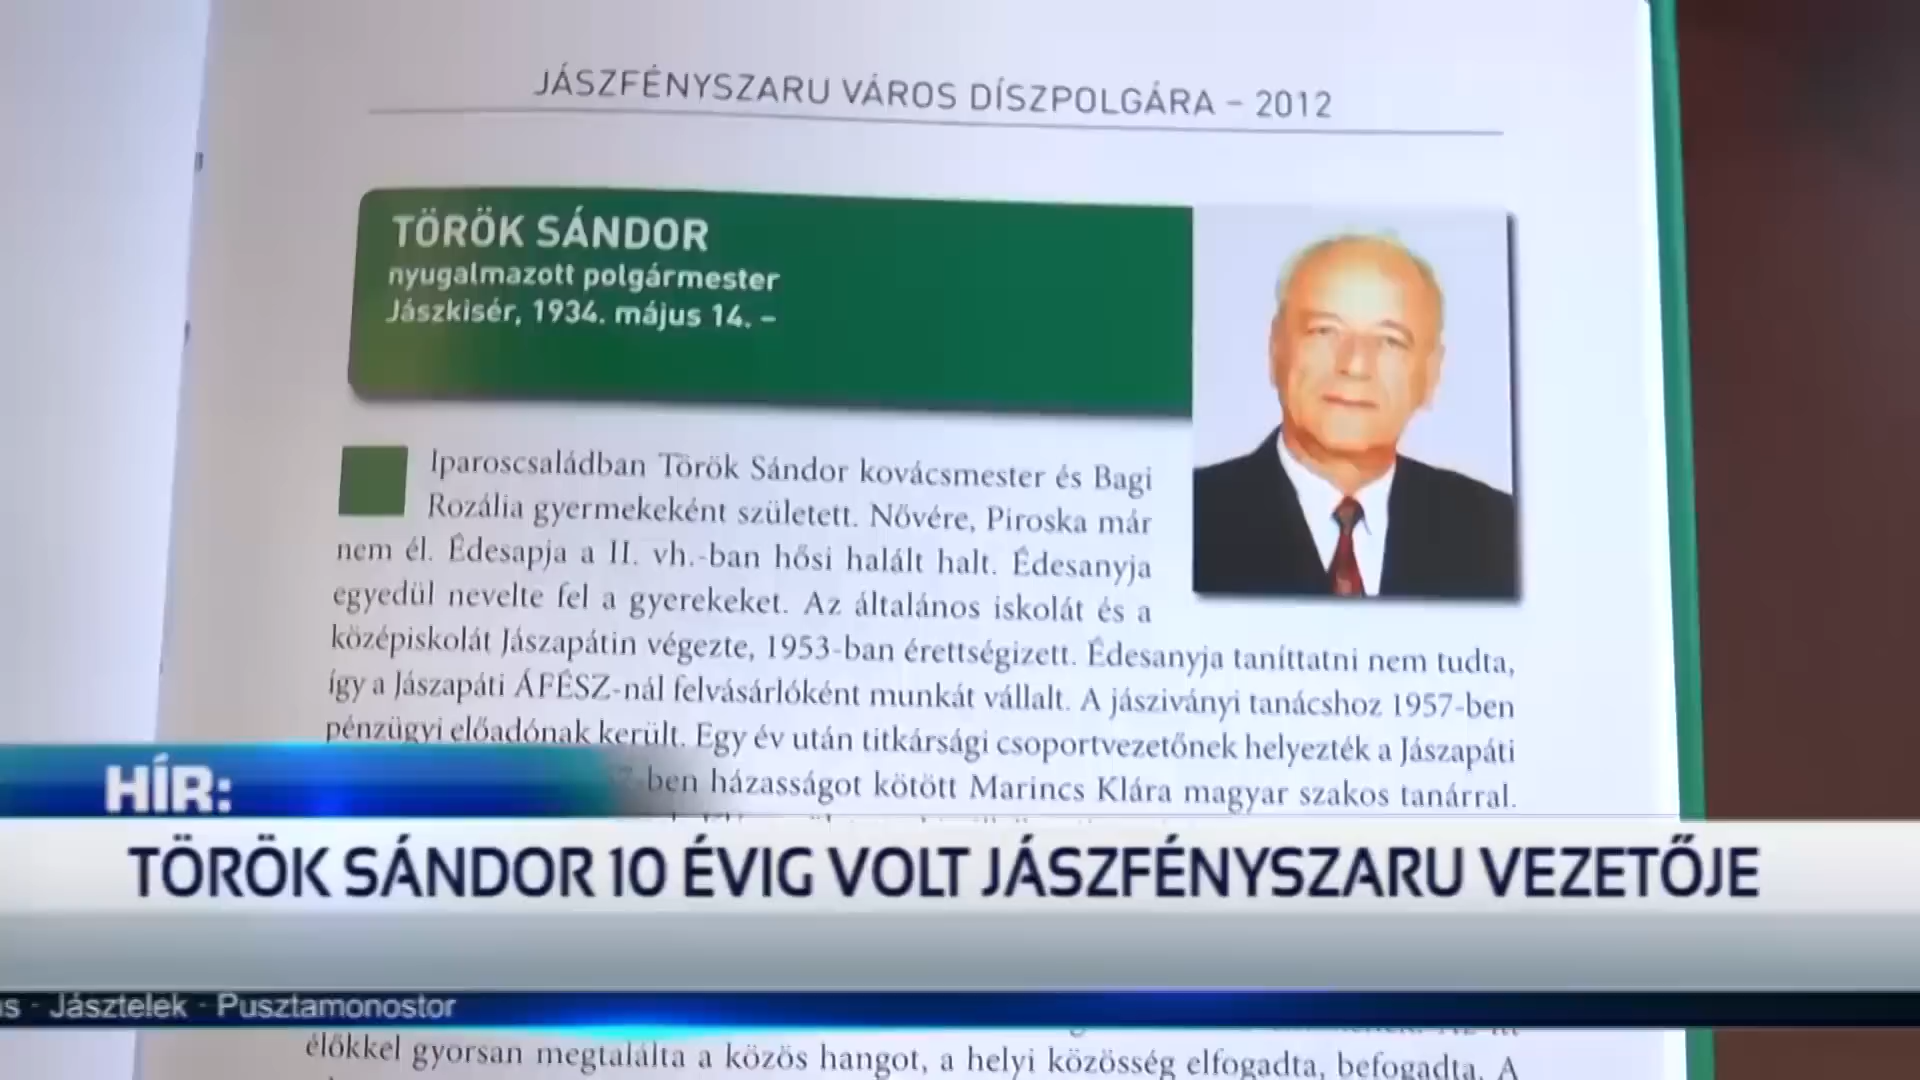 JÁSZFÉNYSZARU VÁROS DÍSZPOLGÁRA – 2012
TÖRÖK SÁNDOR
nyugalmazott polgármester
Jászkisér, 1934. május 14. –
Iparoscsaládban Török Sándor kovácsmester és Bagi
Rozália gyermekeként született. Nővére, Piroska már
nem él. Édesapja a II. vh.-ban hősi halált halt. Édesanyja
egyedül nevelte fel a gyerekeket. Az általános iskolát és a
középiskolát Jászapátin végezte, 1953-ban érettségizett. Édesanyja taníttatni nem tudta,
így a Jászapáti ÁFÉSZ-nál felvásárlóként munkát vállalt. A jásziványi tanácshoz 1957-ben
pénzügyi előadónak került. Egy év után titkársági csoportvezetőnek helyezték a Jászapáti
-ben házasságot kötött Marincs Klára magyar szakos tanárral.
HÍR:
TÖRÖK SÁNDOR 10 ÉVIG VOLT JÁSZFÉNYSZARU VEZETŐJE
- Jásztelek - Pusztamonostor
élőkkel gyorsan megtalálta a közös hangot, a helyi közösség elfogadta, befogadta. A